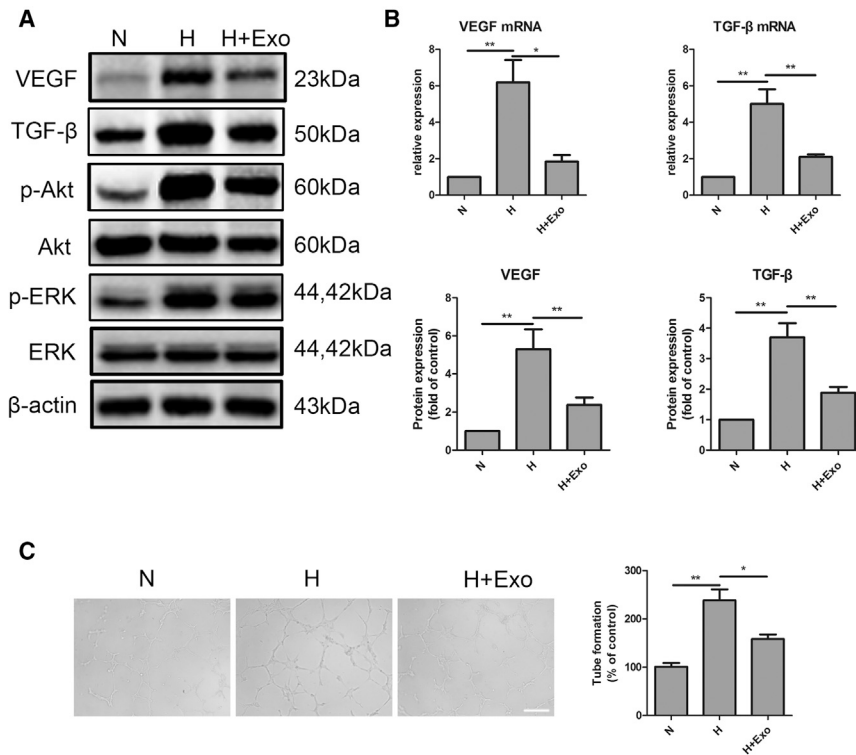 A
N H H+Exo
VEGF 23kDa
TGF-β 50kDa
p-Akt 60kDa
Akt 60kDa
p-ERK 44,42kDa
ERK 44,42kDa
β-actin 43kDa
B
VEGF mRNA
relative expression
8
6
4
2
0
** *
N H H+Exo
TGF-β mRNA
relative expression
8
6
4
2
0
** **
N H H+Exo
VEGF
Protein expression
(fold of control)
8
6
4
2
0
** **
N H H+Exo
TGF-β
Protein expression
(fold of control)
5
4
3
2
1
0
** **
N H H+Exo
C
N H H+Exo
Tube formation
(% of control)
300
200
100
0
** *
N H H+Exo